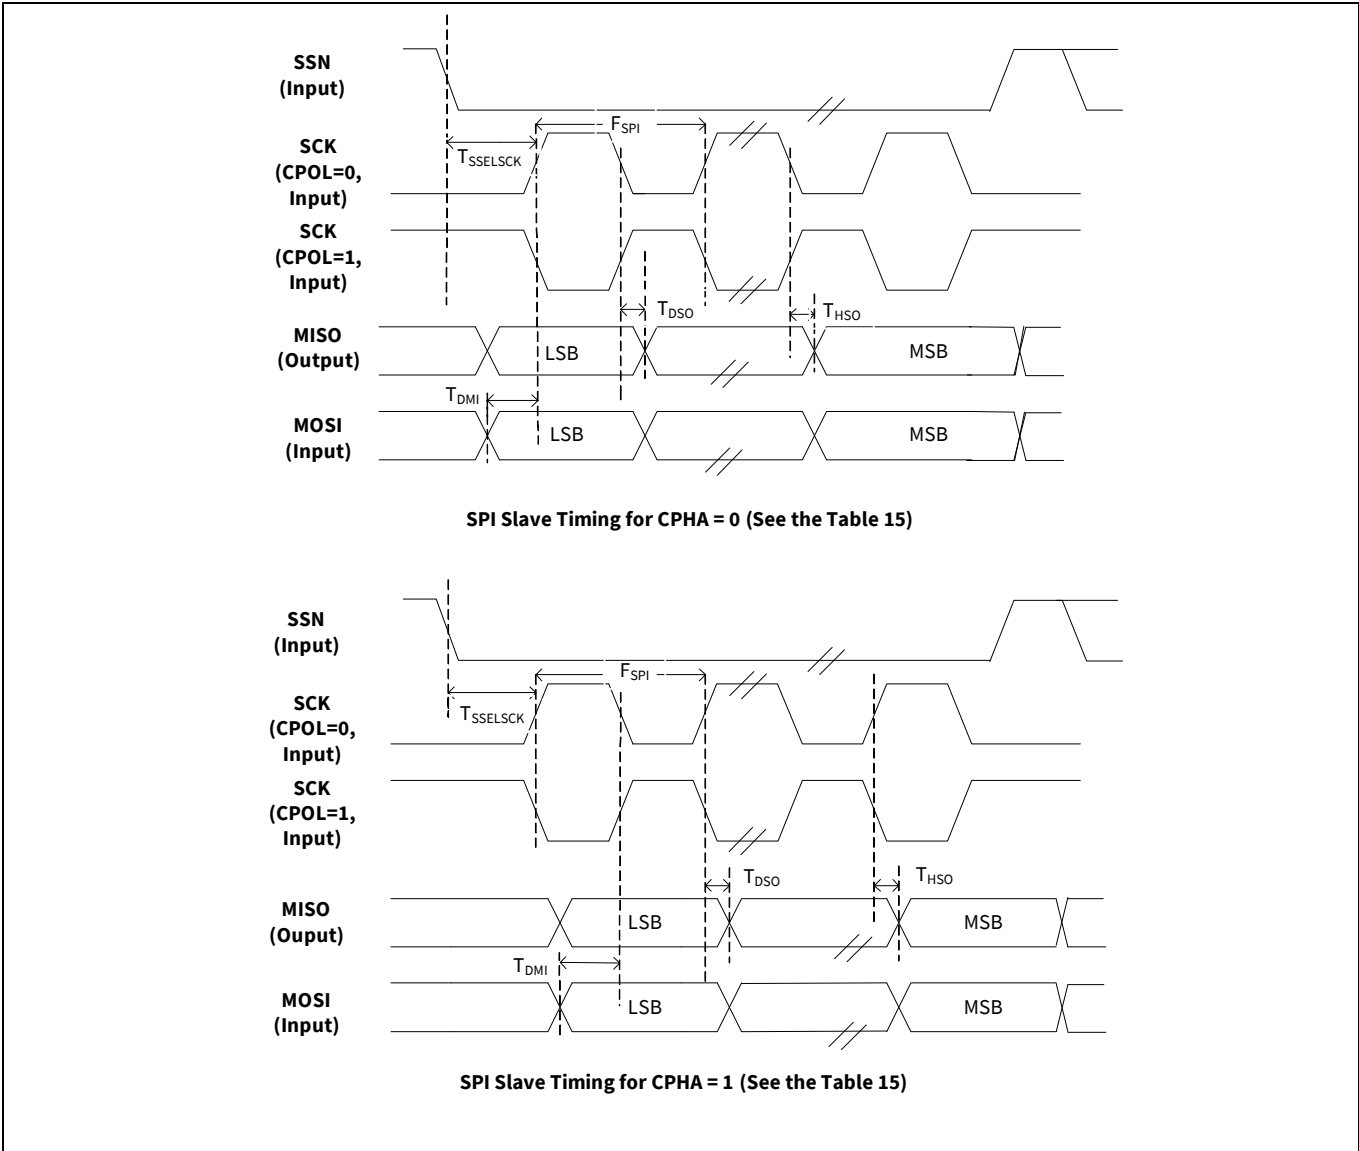 SSN
(Input)
F_SPI
SCK
(CPOL=0,
Input)
T_SSELSCK
SCK
(CPOL=1,
Input)
T_DSO
T_HSO
MISO
(Output)
LSB
MSB
T_DMI
MOSI
(Input)
LSB
MSB
SPI Slave Timing for CPHA = 0 (See the Table 15)
SSN
(Input)
F_SPI
SCK
(CPOL=0,
Input)
T_SSELSCK
SCK
(CPOL=1,
Input)
T_DSO
T_HSO
MISO
(Ouput)
LSB
MSB
T_DMI
MOSI
(Input)
LSB
MSB
SPI Slave Timing for CPHA = 1 (See the Table 15)